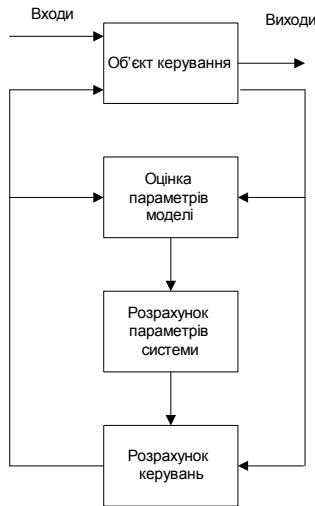 Входи
Виходи
Об’єкт керування
Оцінка
параметрів
моделі
Розрахунок
параметрів
системи
Розрахунок
керувань